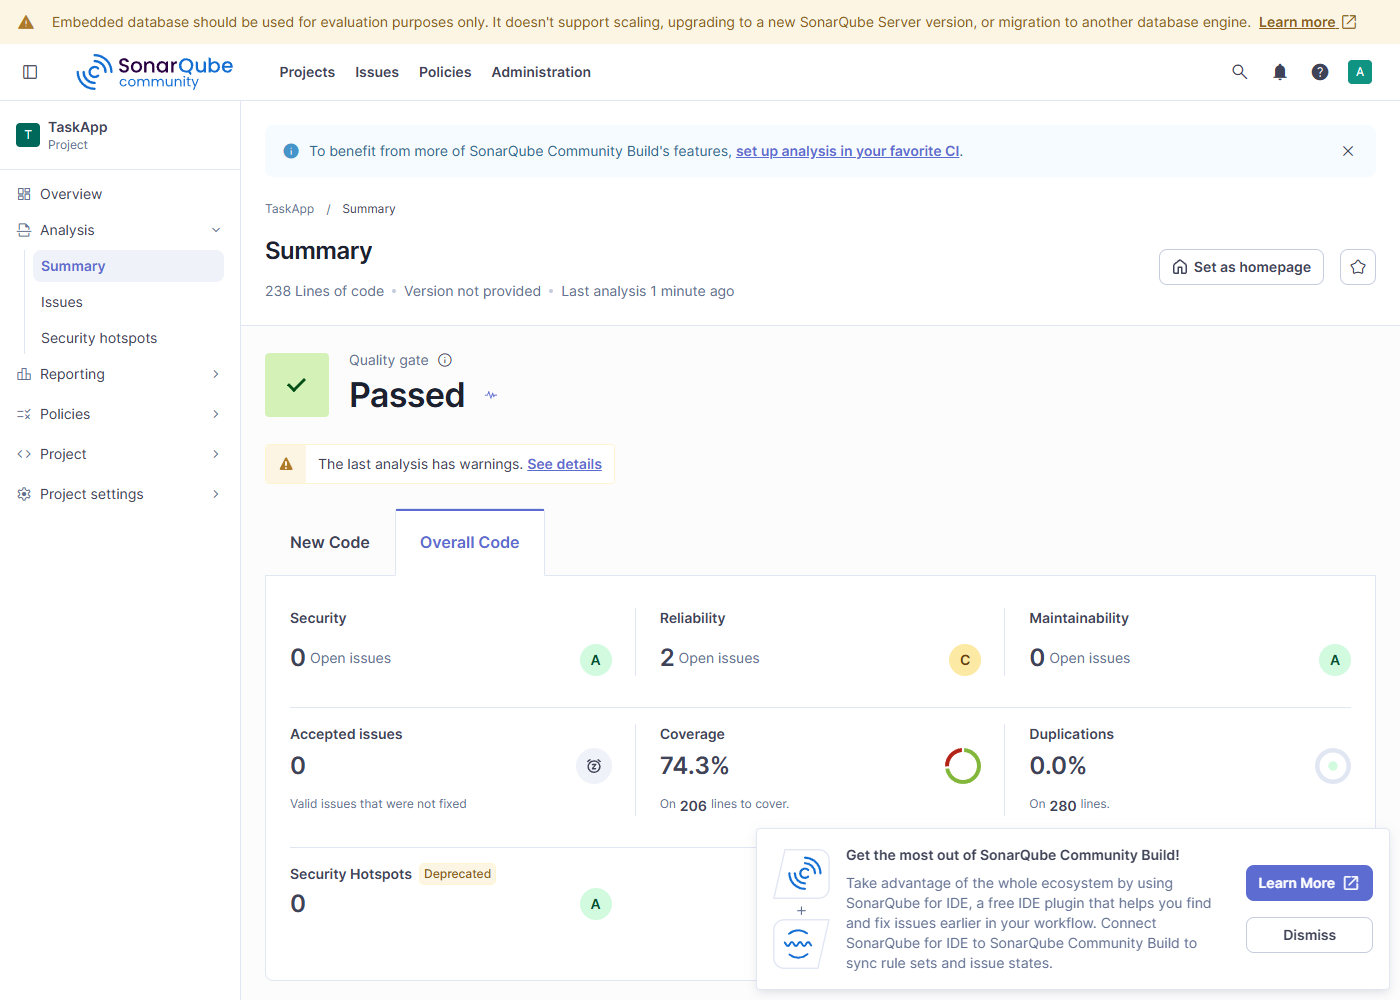 Embedded database should be used for evaluation purposes only. It doesn't support scaling, upgrading to a new SonarQube Server version, or migration to another database engine. Learn more
SonarQube community
Projects
Issues
Policies
Administration
?
A
T
TaskApp
Project
Overview
Analysis
Summary
Issues
Security hotspots
Reporting
Policies
Project
Project settings
To benefit from more of SonarQube Community Build's features, set up analysis in your favorite CI.
TaskApp / Summary
Summary
238 Lines of code • Version not provided • Last analysis 1 minute ago
Set as homepage
Quality gate
Passed
The last analysis has warnings. See details
New Code
Overall Code
Security
0 Open issues
A
Reliability
2 Open issues
C
Maintainability
0 Open issues
A
Accepted issues
0
Valid issues that were not fixed
Coverage
74.3%
On 206 lines to cover.
Duplications
0.0%
On 280 lines.
Security Hotspots Deprecated
0
A
Get the most out of SonarQube Community Build!
Take advantage of the whole ecosystem by using
SonarQube for IDE, a free IDE plugin that helps you find
and fix issues earlier in your workflow. Connect
SonarQube for IDE to SonarQube Community Build to
sync rule sets and issue states.
Learn More
Dismiss